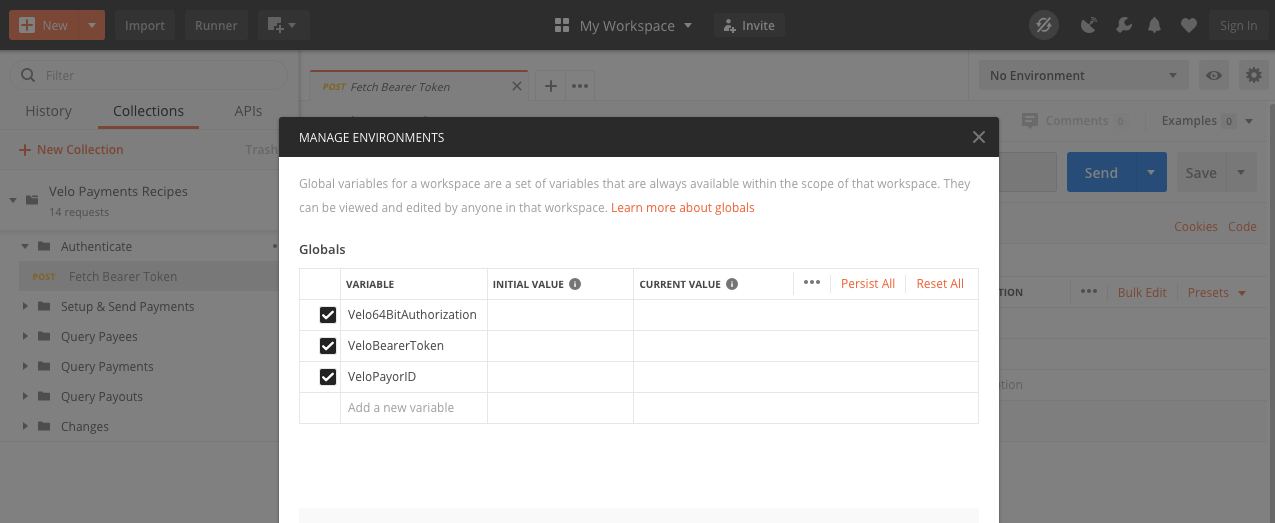 New
Import
Runner
My Workspace
Invite
Sign In
Filter
History
Collections
APIs
New Collection
Trash
Velo Payments Recipes
14 requests
Authenticate
POST Fetch Bearer Token
Setup & Send Payments
Query Payees
Query Payments
Query Payouts
Changes
POST Fetch Bearer Token
No Environment
Comments 0
Examples 0
Send
Save
Cookies
Code
TION
Bulk Edit
Presets
MANAGE ENVIRONMENTS
Global variables for a workspace are a set of variables that are always available within the scope of that workspace. They
can be viewed and edited by anyone in that workspace. Learn more about globals
Globals
VARIABLE
INITIAL VALUE
CURRENT VALUE
Persist All
Reset All
Velo64BitAuthorization
VeloBearerToken
VeloPayorID
Add a new variable